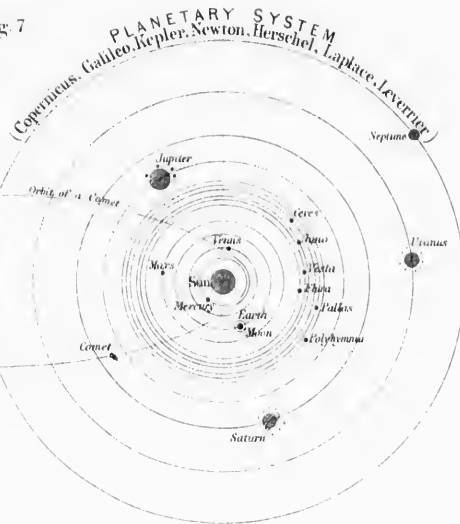 g. 7
PLANETARY SYSTEM
(Copernicus, Galileo, Kepler, Newton, Herschel, Laplace, Leverrier)
Neptune
Jupiter
Orbit of a Comet
Ceres
Juno
Venus
Uranus
Mars
Vesta
Sun
Flora
Mercury
Pallas
Earth
Moon
Polyhymnia
Comet
Saturn